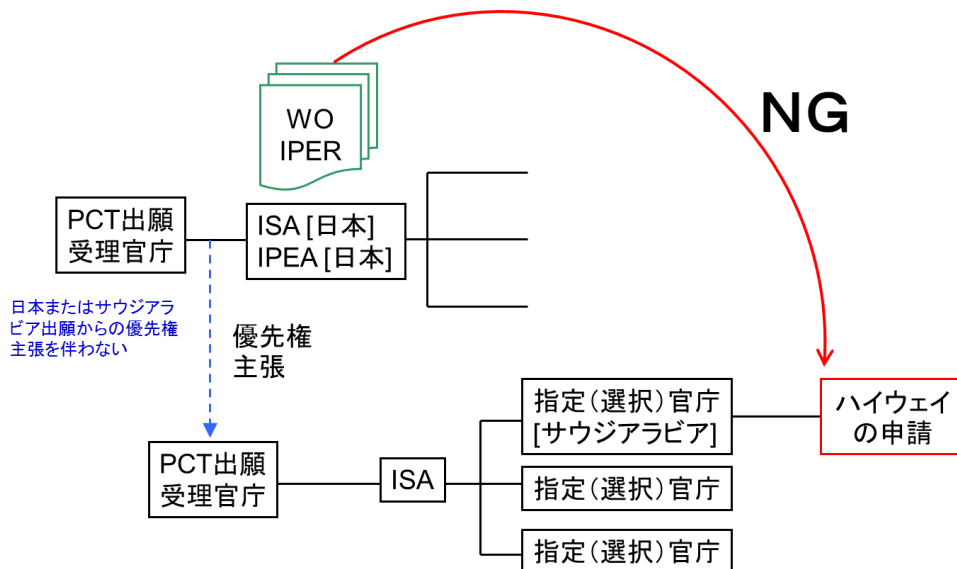 WO
IPER
NG
PCT出願
受理官庁
ISA [日本]
IPEA [日本]
日本またはサウジアラ
ビア出願からの優先権
主張を伴わない
優先権
主張
指定（選択）官庁
[サウジアラビア]
ハイウェイ
の申請
PCT出願
受理官庁
ISA
指定（選択）官庁
指定（選択）官庁